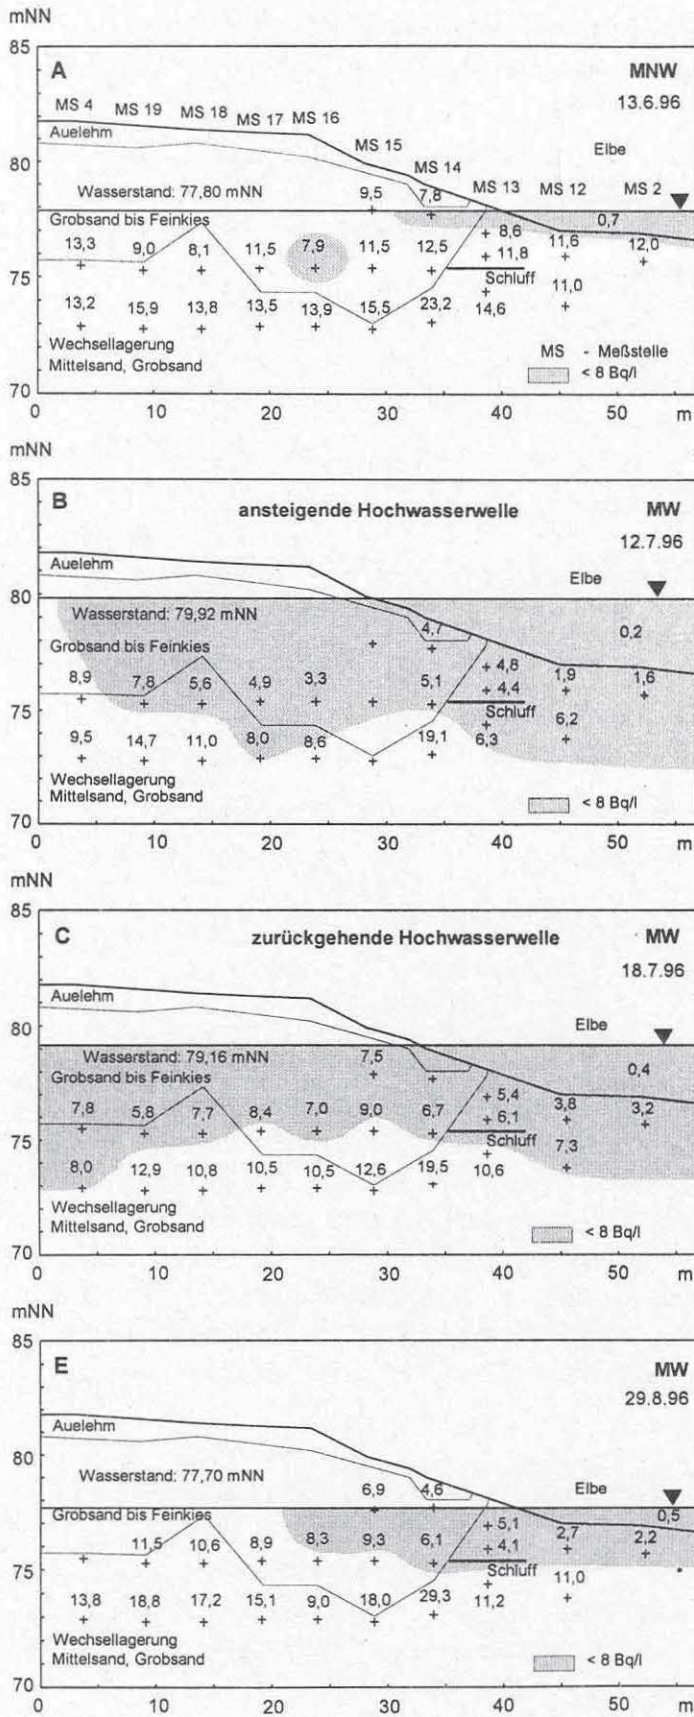 mNN
85
A
MNW
MS 4 MS 19 MS 18 MS 17 MS 16
13.6.96
Auelehm
MS 15
Elbe
80
MS 14
Wasserstand: 77,80 mNN
9,5 7,8 MS 13 MS 12 MS 2
0,7
Grobsand bis Feinkies
8,6
13,3 9,0 8,1 11,5 7,9 11,5 12,5 11,8 11,6 12,0
75
Schluff
11,0
13,2 15,9 13,8 13,5 13,9 15,5 23,2 14,6
Wechsellagerung
Mittelsand, Grobsand
MS - Meßstelle
< 8 Bq/l
70
0 10 20 30 40 50 m
mNN
85
B
ansteigende Hochwasserwelle
MW
12.7.96
Auelehm
Elbe
80
Wasserstand: 79,92 mNN
4,7
0,2
Grobsand bis Feinkies
4,8
8,9 7,8 5,6 4,9 3,3 5,1 4,4 1,9 1,6
75
Schluff
6,2
9,5 14,7 11,0 8,0 8,6 19,1 6,3
Wechsellagerung
Mittelsand, Grobsand
< 8 Bq/l
70
0 10 20 30 40 50 m
mNN
85
C
zurückgehende Hochwasserwelle
MW
18.7.96
Auelehm
Elbe
80
Wasserstand: 79,16 mNN
7,5
0,4
Grobsand bis Feinkies
5,4
7,8 5,8 7,7 8,4 7,0 9,0 6,7 6,1 3,8 3,2
75
Schluff
7,3
8,0 12,9 10,8 10,5 10,5 12,6 19,5 10,6
Wechsellagerung
Mittelsand, Grobsand
< 8 Bq/l
70
0 10 20 30 40 50 m
mNN
85
E
MW
29.8.96
Auelehm
80
Wasserstand: 77,70 mNN
Elbe
6,9 4,6
0,5
Grobsand bis Feinkies
5,1
11,5 10,6 8,9 8,3 9,3 6,1 4,1 2,7 2,2
75
Schluff
11,0
13,8 18,8 17,2 15,1 9,0 18,0 29,3 11,2
Wechsellagerung
Mittelsand, Grobsand
< 8 Bq/l
70
0 10 20 30 40 50 m